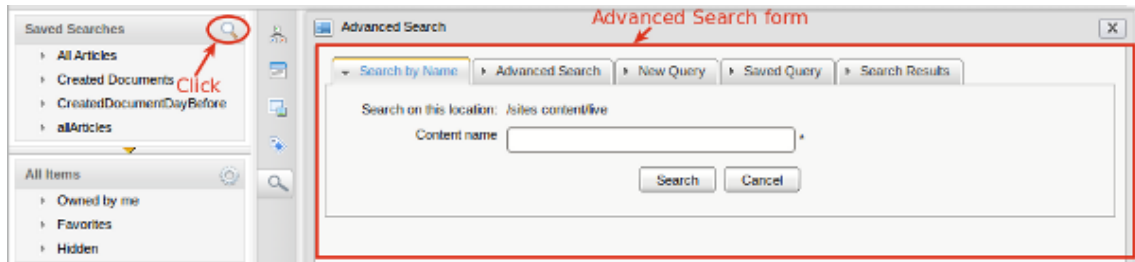 Advanced Search form
Saved Searches
Advanced Search
X
All Articles
Created Documents
Click
CreatedDocumentDayBefore
allArticles
Search by Name
Advanced Search
New Query
Saved Query
Search Results
Search on this location: /sites content/live
Content name
*
Search
Cancel
All Items
Owned by me
Favorites
Hidden